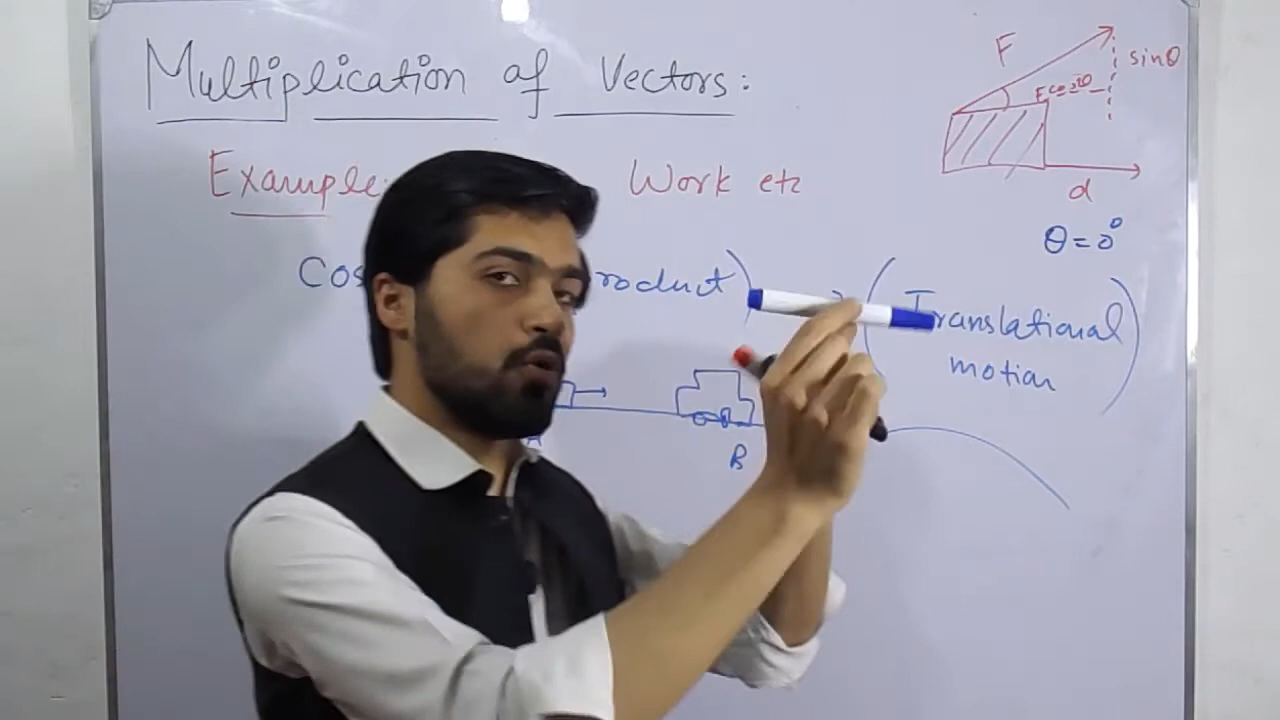 Multiplication of Vectors:
F
sinθ
Example:
Work etc
d
θ=0°
Cos
roduct)
(Translational
motion)
A
B